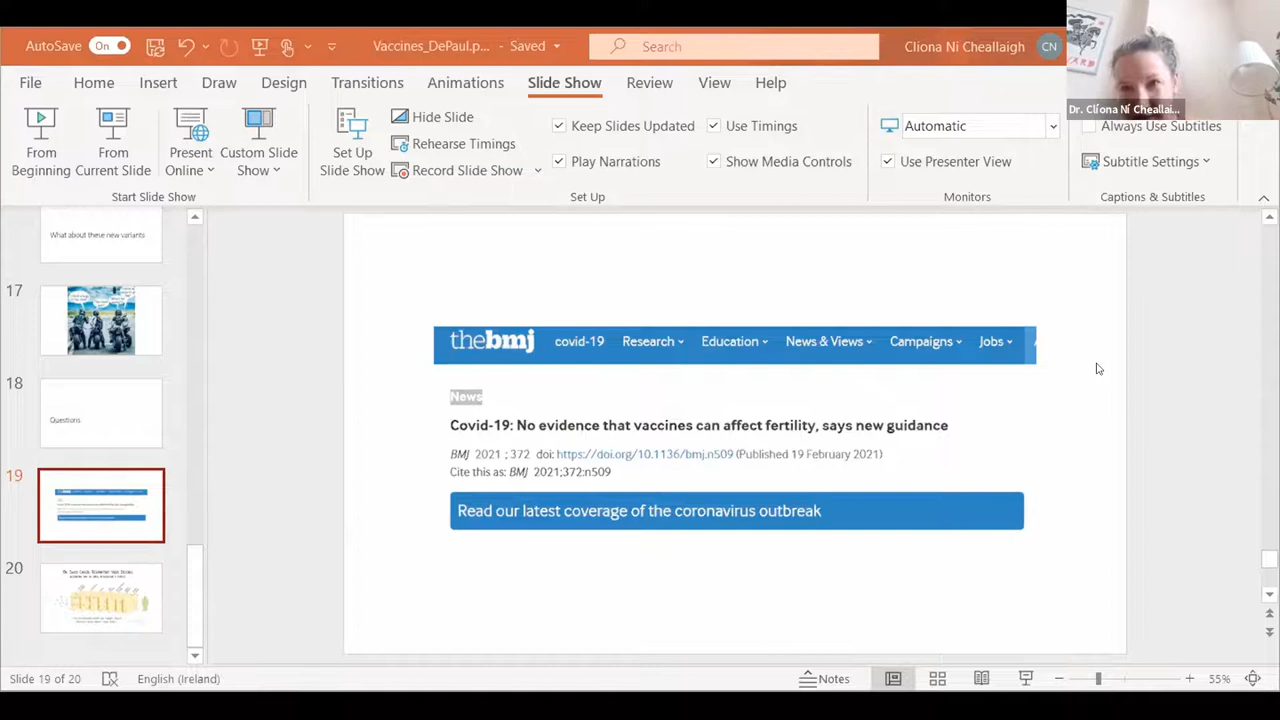 AutoSave On Vaccines_DePaul.p... - Saved Search Cliona Ni Cheallaigh CN
Dr. Clíona Ní Cheallai...
File Home Insert Draw Design Transitions Animations Slide Show Review View Help
From Beginning
From Current Slide
Present Online
Custom Slide Show
Start Slide Show
Set Up Slide Show
Hide Slide
Rehearse Timings
Record Slide Show
Keep Slides Updated
Play Narrations
Use Timings
Show Media Controls
Set Up
Automatic
Use Presenter View
Monitors
Always Use Subtitles
Subtitle Settings
Captions & Subtitles
What about these new variants
17
18
Questions
19
20
thebmj covid-19 Research Education News & Views Campaigns Jobs
News
Covid-19: No evidence that vaccines can affect fertility, says new guidance
BMJ 2021 ; 372 doi: https://doi.org/10.1136/bmj.n509 (Published 19 February 2021)
Cite this as: BMJ 2021;372:n509
Read our latest coverage of the coronavirus outbreak
Slide 19 of 20 English (Ireland) Notes 55%